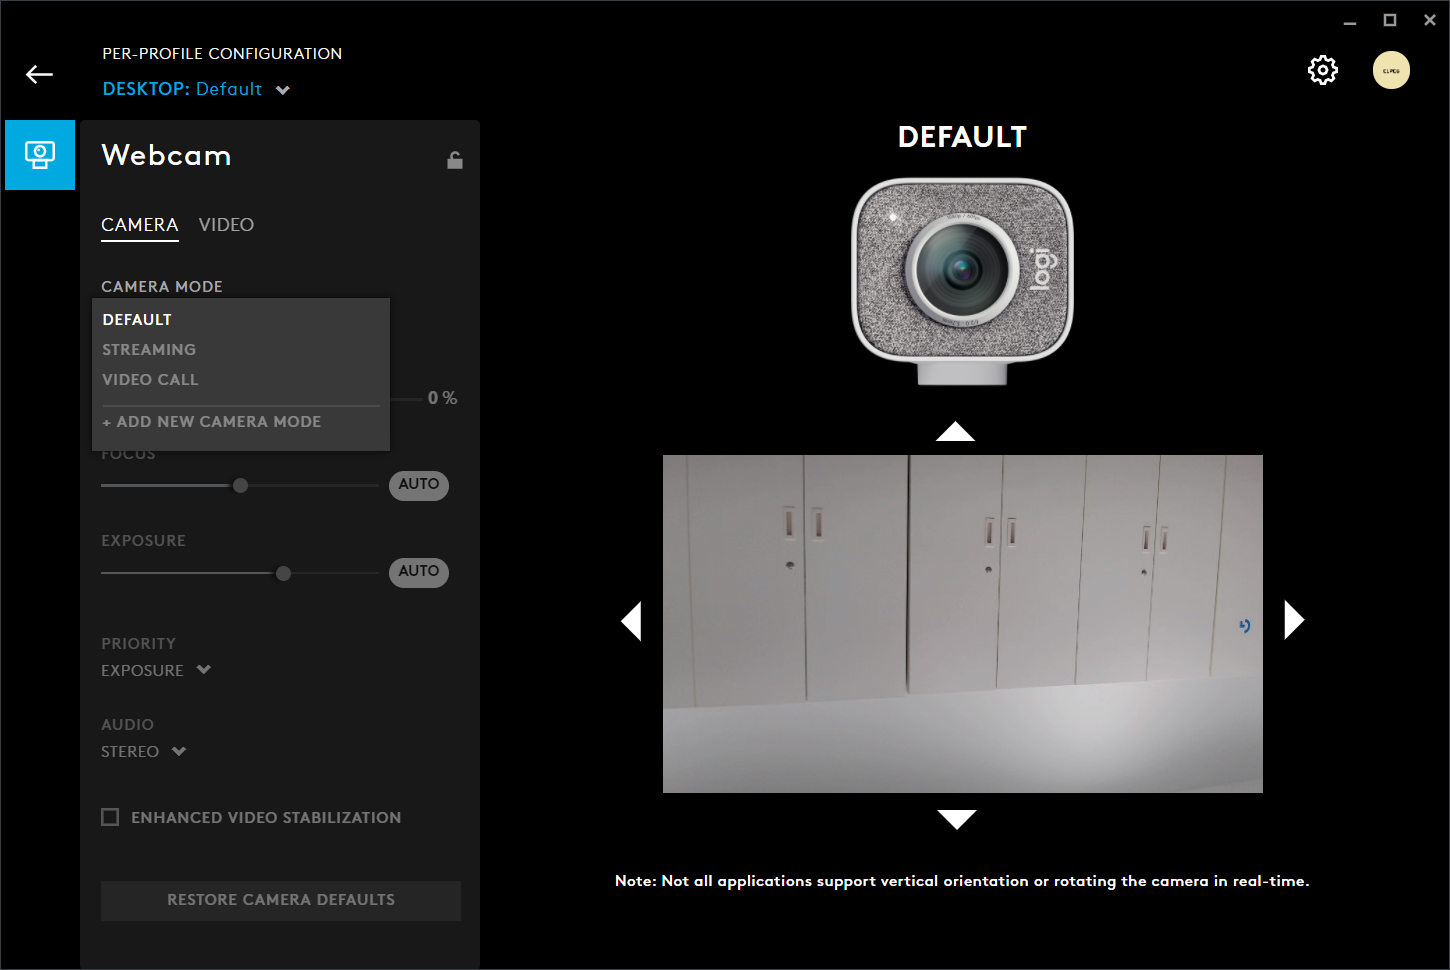 PER-PROFILE CONFIGURATION
DESKTOP: Default
Webcam
CAMERA VIDEO
CAMERA MODE
DEFAULT
STREAMING
VIDEO CALL
+ ADD NEW CAMERA MODE
0 %
FOCUS
AUTO
EXPOSURE
AUTO
PRIORITY
EXPOSURE
AUDIO
STEREO
ENHANCED VIDEO STABILIZATION
RESTORE CAMERA DEFAULTS
DEFAULT
logi
Note: Not all applications support vertical orientation or rotating the camera in real-time.